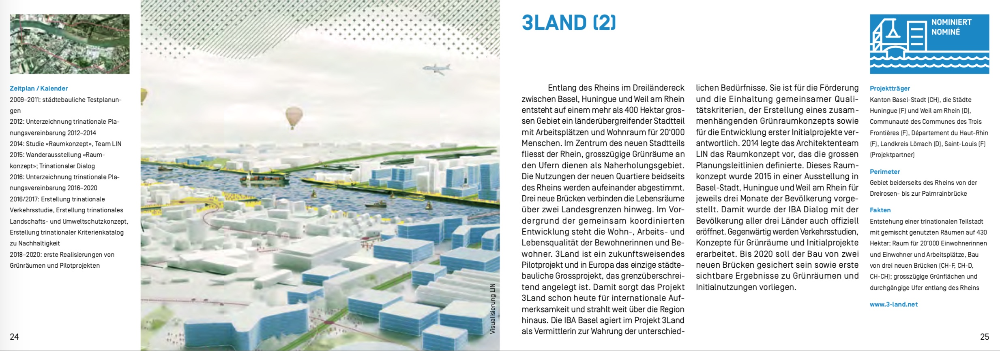 Zeitplan / Kalender
2009–2011: städtebauliche Testplanun-
gen
2012: Unterzeichnung trinationale Pla-
nungsvereinbarung 2012–2014
2014: Studie «Raumkonzept», Team LIN
2015: Wanderausstellung «Raum-
konzept»; Trinationaler Dialog
2016: Unterzeichnung trinationale Pla-
nungsvereinbarung 2016–2020
2016/2017: Erstellung trinationale
Verkehrsstudie, Erstellung trinationales
Landschafts- und Umweltschutzkonzept,
Erstellung trinationaler Kriterienkatalog
zu Nachhaltigkeit
2018–2020: erste Realisierungen von
Grünräumen und Pilotprojekten
24
Visualisierung LIN
3LAND (2)
Entlang des Rheins im Dreiländereck
zwischen Basel, Huningue und Weil am Rhein
entsteht auf einem mehr als 400 Hektar gros-
sen Gebiet ein länderübergreifender Stadtteil
mit Arbeitsplätzen und Wohnraum für 20‘000
Menschen. Im Zentrum des neuen Stadtteils
fliesst der Rhein, grosszügige Grünräume an
den Ufern dienen als Naherholungsgebiet.
Die Nutzungen der neuen Quartiere beidseits
des Rheins werden aufeinander abgestimmt.
Drei neue Brücken verbinden die Lebensräume
über zwei Landesgrenzen hinweg. Im Vor-
dergrund der gemeinsam koordinierten
Entwicklung steht die Wohn-, Arbeits- und
Lebensqualität der Bewohnerinnen und Be-
wohner. 3Land ist ein zukunftsweisendes
Pilotprojekt und in Europa das einzige städte-
bauliche Grossprojekt, das grenzüberschrei-
tend angelegt ist. Damit sorgt das Projekt
3Land schon heute für internationale Auf-
merksamkeit und strahlt weit über die Region
hinaus. Die IBA Basel agiert im Projekt 3Land
als Vermittlerin zur Wahrung der unterschied-
lichen Bedürfnisse. Sie ist für die Förderung
und die Einhaltung gemeinsamer Quali-
tätskriterien, der Erstellung eines zusam-
menhängenden Grünraumkonzepts sowie
für die Entwicklung erster Initialprojekte ver-
antwortlich. 2014 legte das Architektenteam
LIN das Raumkonzept vor, das die grossen
Planungsleitlinien definierte. Dieses Raum-
konzept wurde 2015 in einer Ausstellung in
Basel-Stadt, Huningue und Weil am Rhein für
jeweils drei Monate der Bevölkerung vorge-
stellt. Damit wurde der IBA Dialog mit der
Bevölkerung aller drei Länder auch offiziell
eröffnet. Gegenwärtig werden Verkehrsstudien,
Konzepte für Grünräume und Initialprojekte
erarbeitet. Bis 2020 soll der Bau von zwei
neuen Brücken gesichert sein sowie erste
sichtbare Ergebnisse zu Grünräumen und
Initialnutzungen vorliegen.
NOMINIERT
NOMINÉ
Projektträger
Kanton Basel-Stadt (CH), die Städte
Huningue (F) und Weil am Rhein (D),
Communauté des Communes des Trois
Frontières (F), Département du Haut-Rhin
(F), Landkreis Lörrach (D), Saint-Louis (F)
(Projektpartner)
Perimeter
Gebiet beiderseits des Rheins von der
Dreirosen- bis zur Palmrainbrücke
Fakten
Entstehung einer trinationalen Teilstadt
mit gemischt genutzten Räumen auf 430
Hektar; Raum für 20‘000 Einwohnerinnen
und Einwohner und Arbeitsplätze, Bau
von drei neuen Brücken (CH-F, CH-D,
CH-CH); grosszügige Grünflächen und
durchgängige Ufer entlang des Rheins
www.3-land.net
25